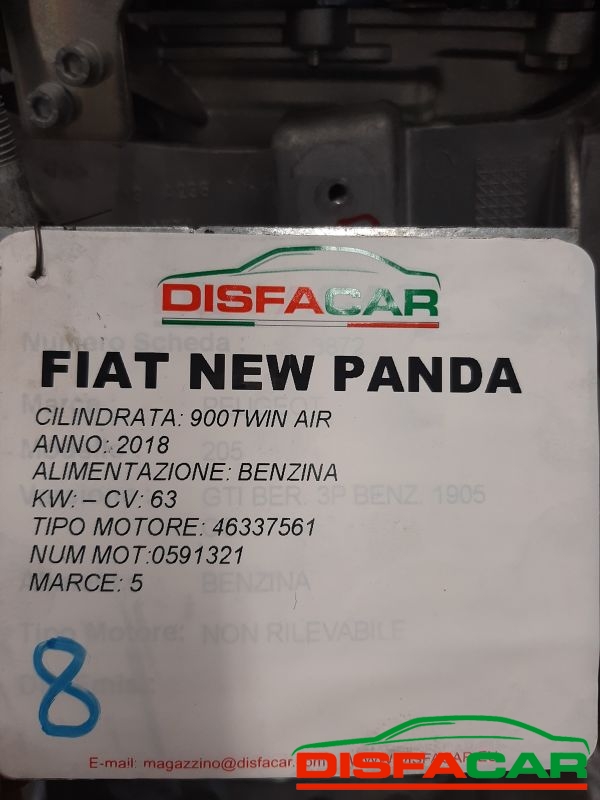 DISFACAR
Numero Scheda : 3872
FIAT NEW PANDA
PEUGEOT
CILINDRATA: 900TWIN AIR
ANNO: 2018
205
ALIMENTAZIONE: BENZINA
KW: – CV: 63
GTI BER. 3P BENZ. 1905
TIPO MOTORE: 46337561
NUM MOT:0591321
MARCE: 5
BENZINA
Tipo Motore: NON RILEVABILE
8
E-mail: magazzino@disfacar.com
DISFACAR